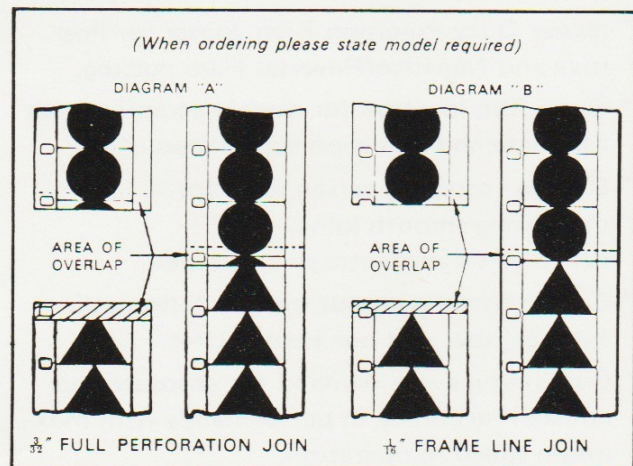 (When ordering please state model required)
DIAGRAM "A"
DIAGRAM "B"
AREA OF
OVERLAP
AREA OF
OVERLAP
3/32" FULL PERFORATION JOIN
1/16" FRAME LINE JOIN